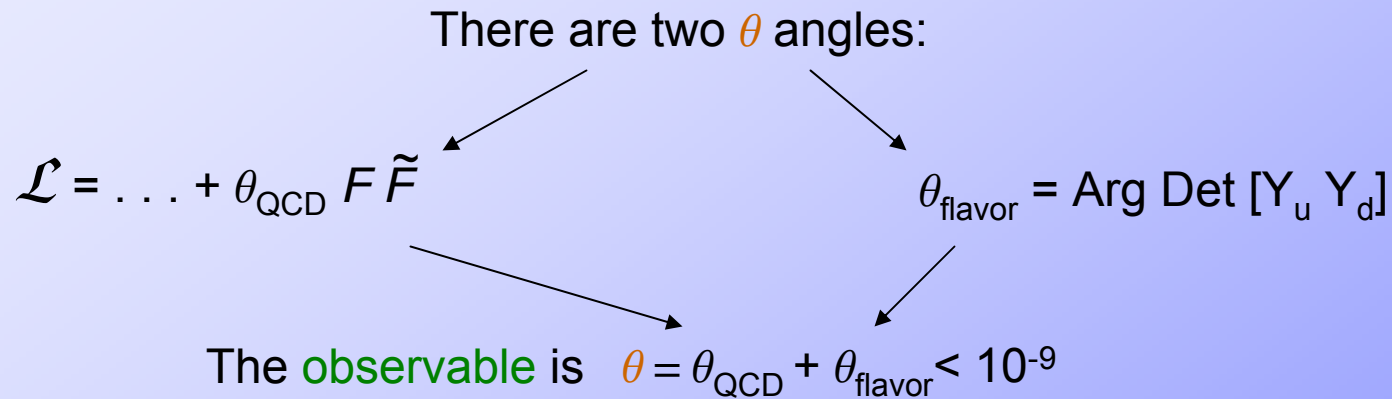 There are two θ angles:
ℒ = . . . + θ_QCD F F̃
θ_flavor = Arg Det [Y_u Y_d]
The observable is θ = θ_QCD + θ_flavor < 10⁻⁹